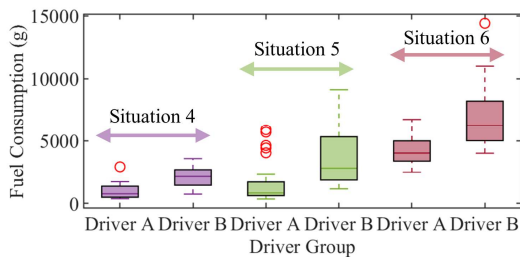 Fuel Consumption (g)
15000
10000
5000
0
Situation 4
Situation 5
Situation 6
Driver A Driver B Driver A Driver B Driver A Driver B
Driver Group